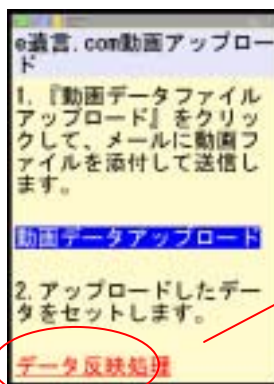 e遺言.com動画アップロー
ド
1.『動画データファイル
アップロード』をクリッ
クして、メールに動画フ
ァイルを添付して送信し
ます。
動画データアップロード
2.アップロードしたデー
タをセットします。
データ反映処理